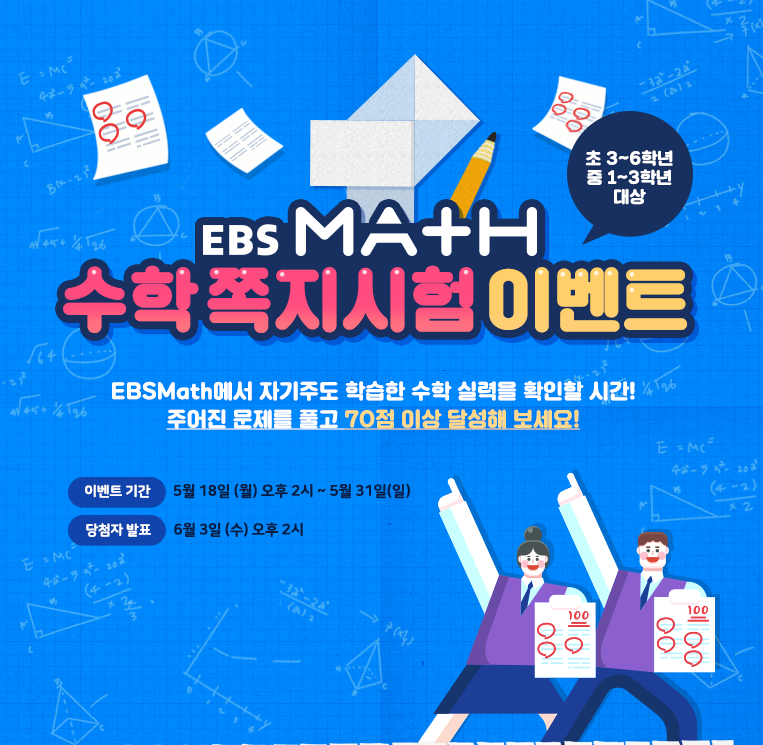 초 3~6학년
중 1~3학년
대상
EBS MATH
수학 쪽지시험 이벤트
EBSMath에서 자기주도 학습한 수학 실력을 확인할 시간!
주어진 문제를 풀고 70점 이상 달성해 보세요!
이벤트 기간 5월 18일 (월) 오후 2시 ~ 5월 31일(일)
당첨자 발표 6월 3일 (수) 오후 2시
100
100